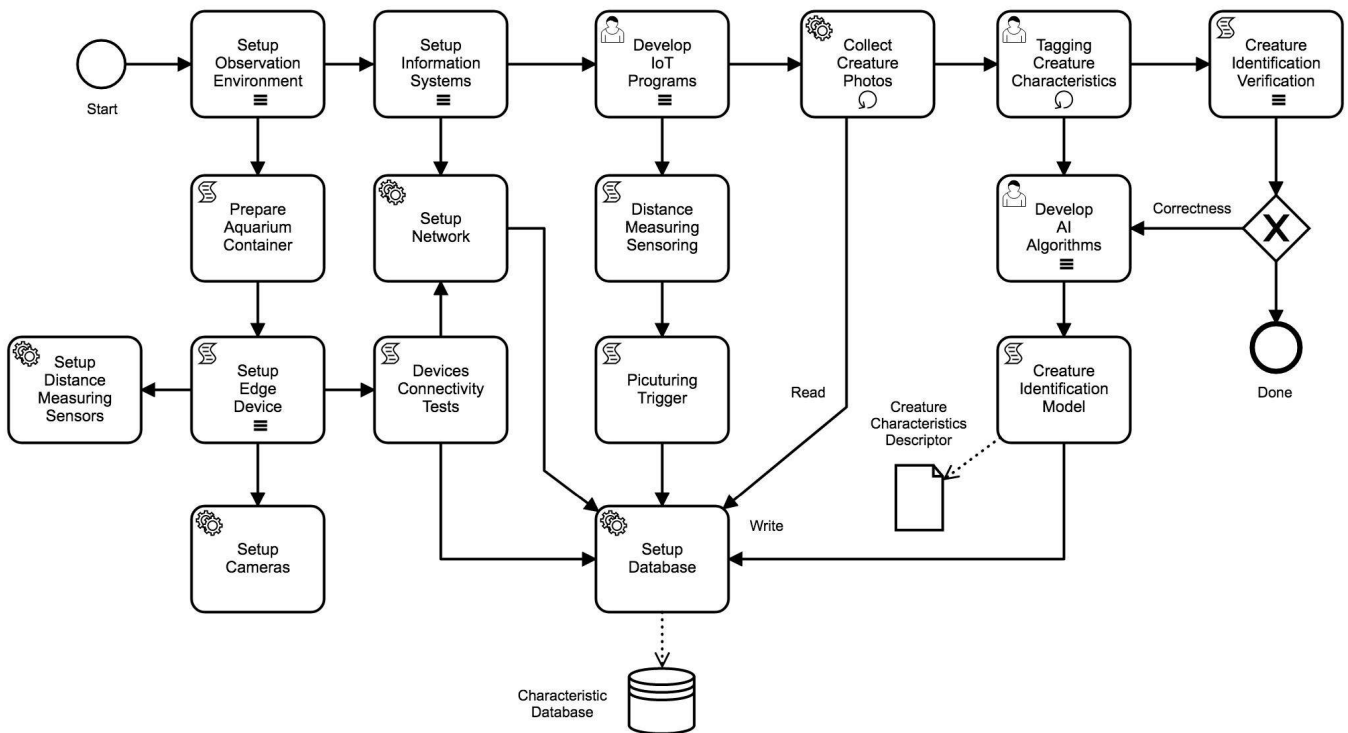 Setup
Observation
Environment
Setup
Information
Systems
Develop
IoT
Programs
Collect
Creature
Photos
Tagging
Creature
Characteristics
Creature
Identification
Verification
Start
Prepare
Aquarium
Container
Setup
Network
Distance
Measuring
Sensoring
Develop
AI
Algorithms
Correctness
X
Setup
Distance
Measuring
Sensors
Setup
Edge
Device
Devices
Connectivity
Tests
Picuturing
Trigger
Read
Creature
Identification
Model
Done
Creature
Characteristics
Descriptor
Setup
Cameras
Setup
Database
Write
Characteristic
Database